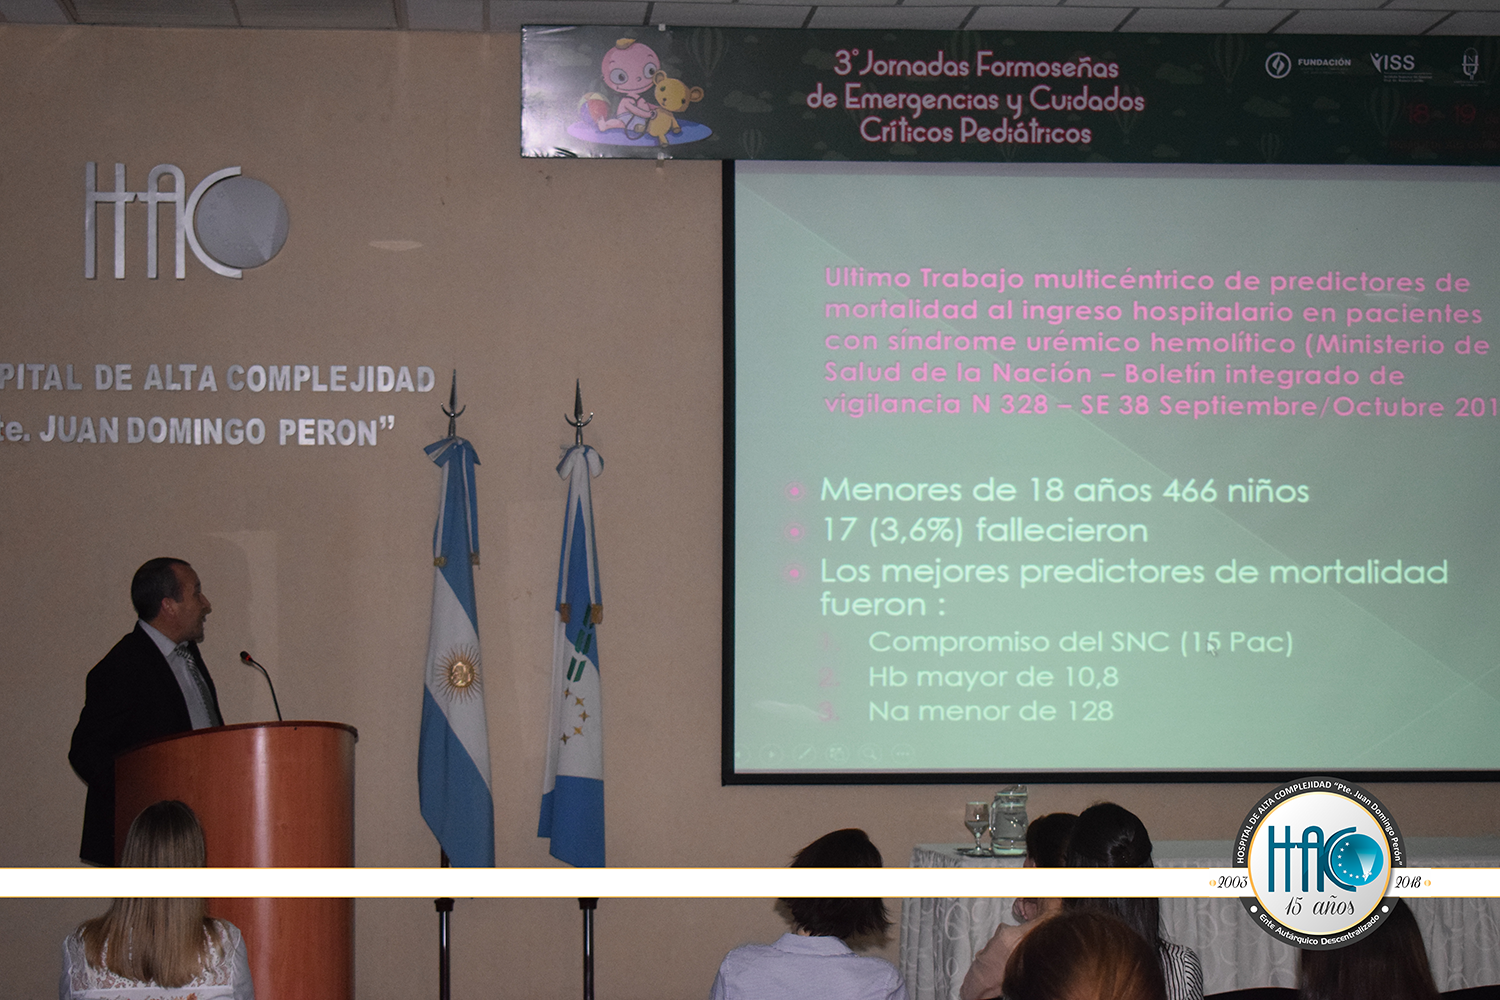 3° Jornadas Formoseñas
de Emergencias y Cuidados
Críticos Pediátricos
FUNDACIÓN
VISS
HAC
PITAL DE ALTA COMPLEJIDAD
te. JUAN DOMINGO PERON”
Ultimo Trabajo multicéntrico de predictores de
mortalidad al ingreso hospitalario en pacientes
con síndrome urémico hemolítico (Ministerio de
Salud de la Nación – Boletín integrado de
vigilancia N 328 – SE 38 Septiembre/Octubre 201
Menores de 18 años 466 niños
17 (3,6%) fallecieron
Los mejores predictores de mortalidad
fueron :
1. Compromiso del SNC (15 Pac)
2. Hb mayor de 10,8
3. Na menor de 128
HOSPITAL DE ALTA COMPLEJIDAD "Pte. Juan Domingo Perón"
HAC
2003
2018
15 años
Ente Autárquico Descentralizado